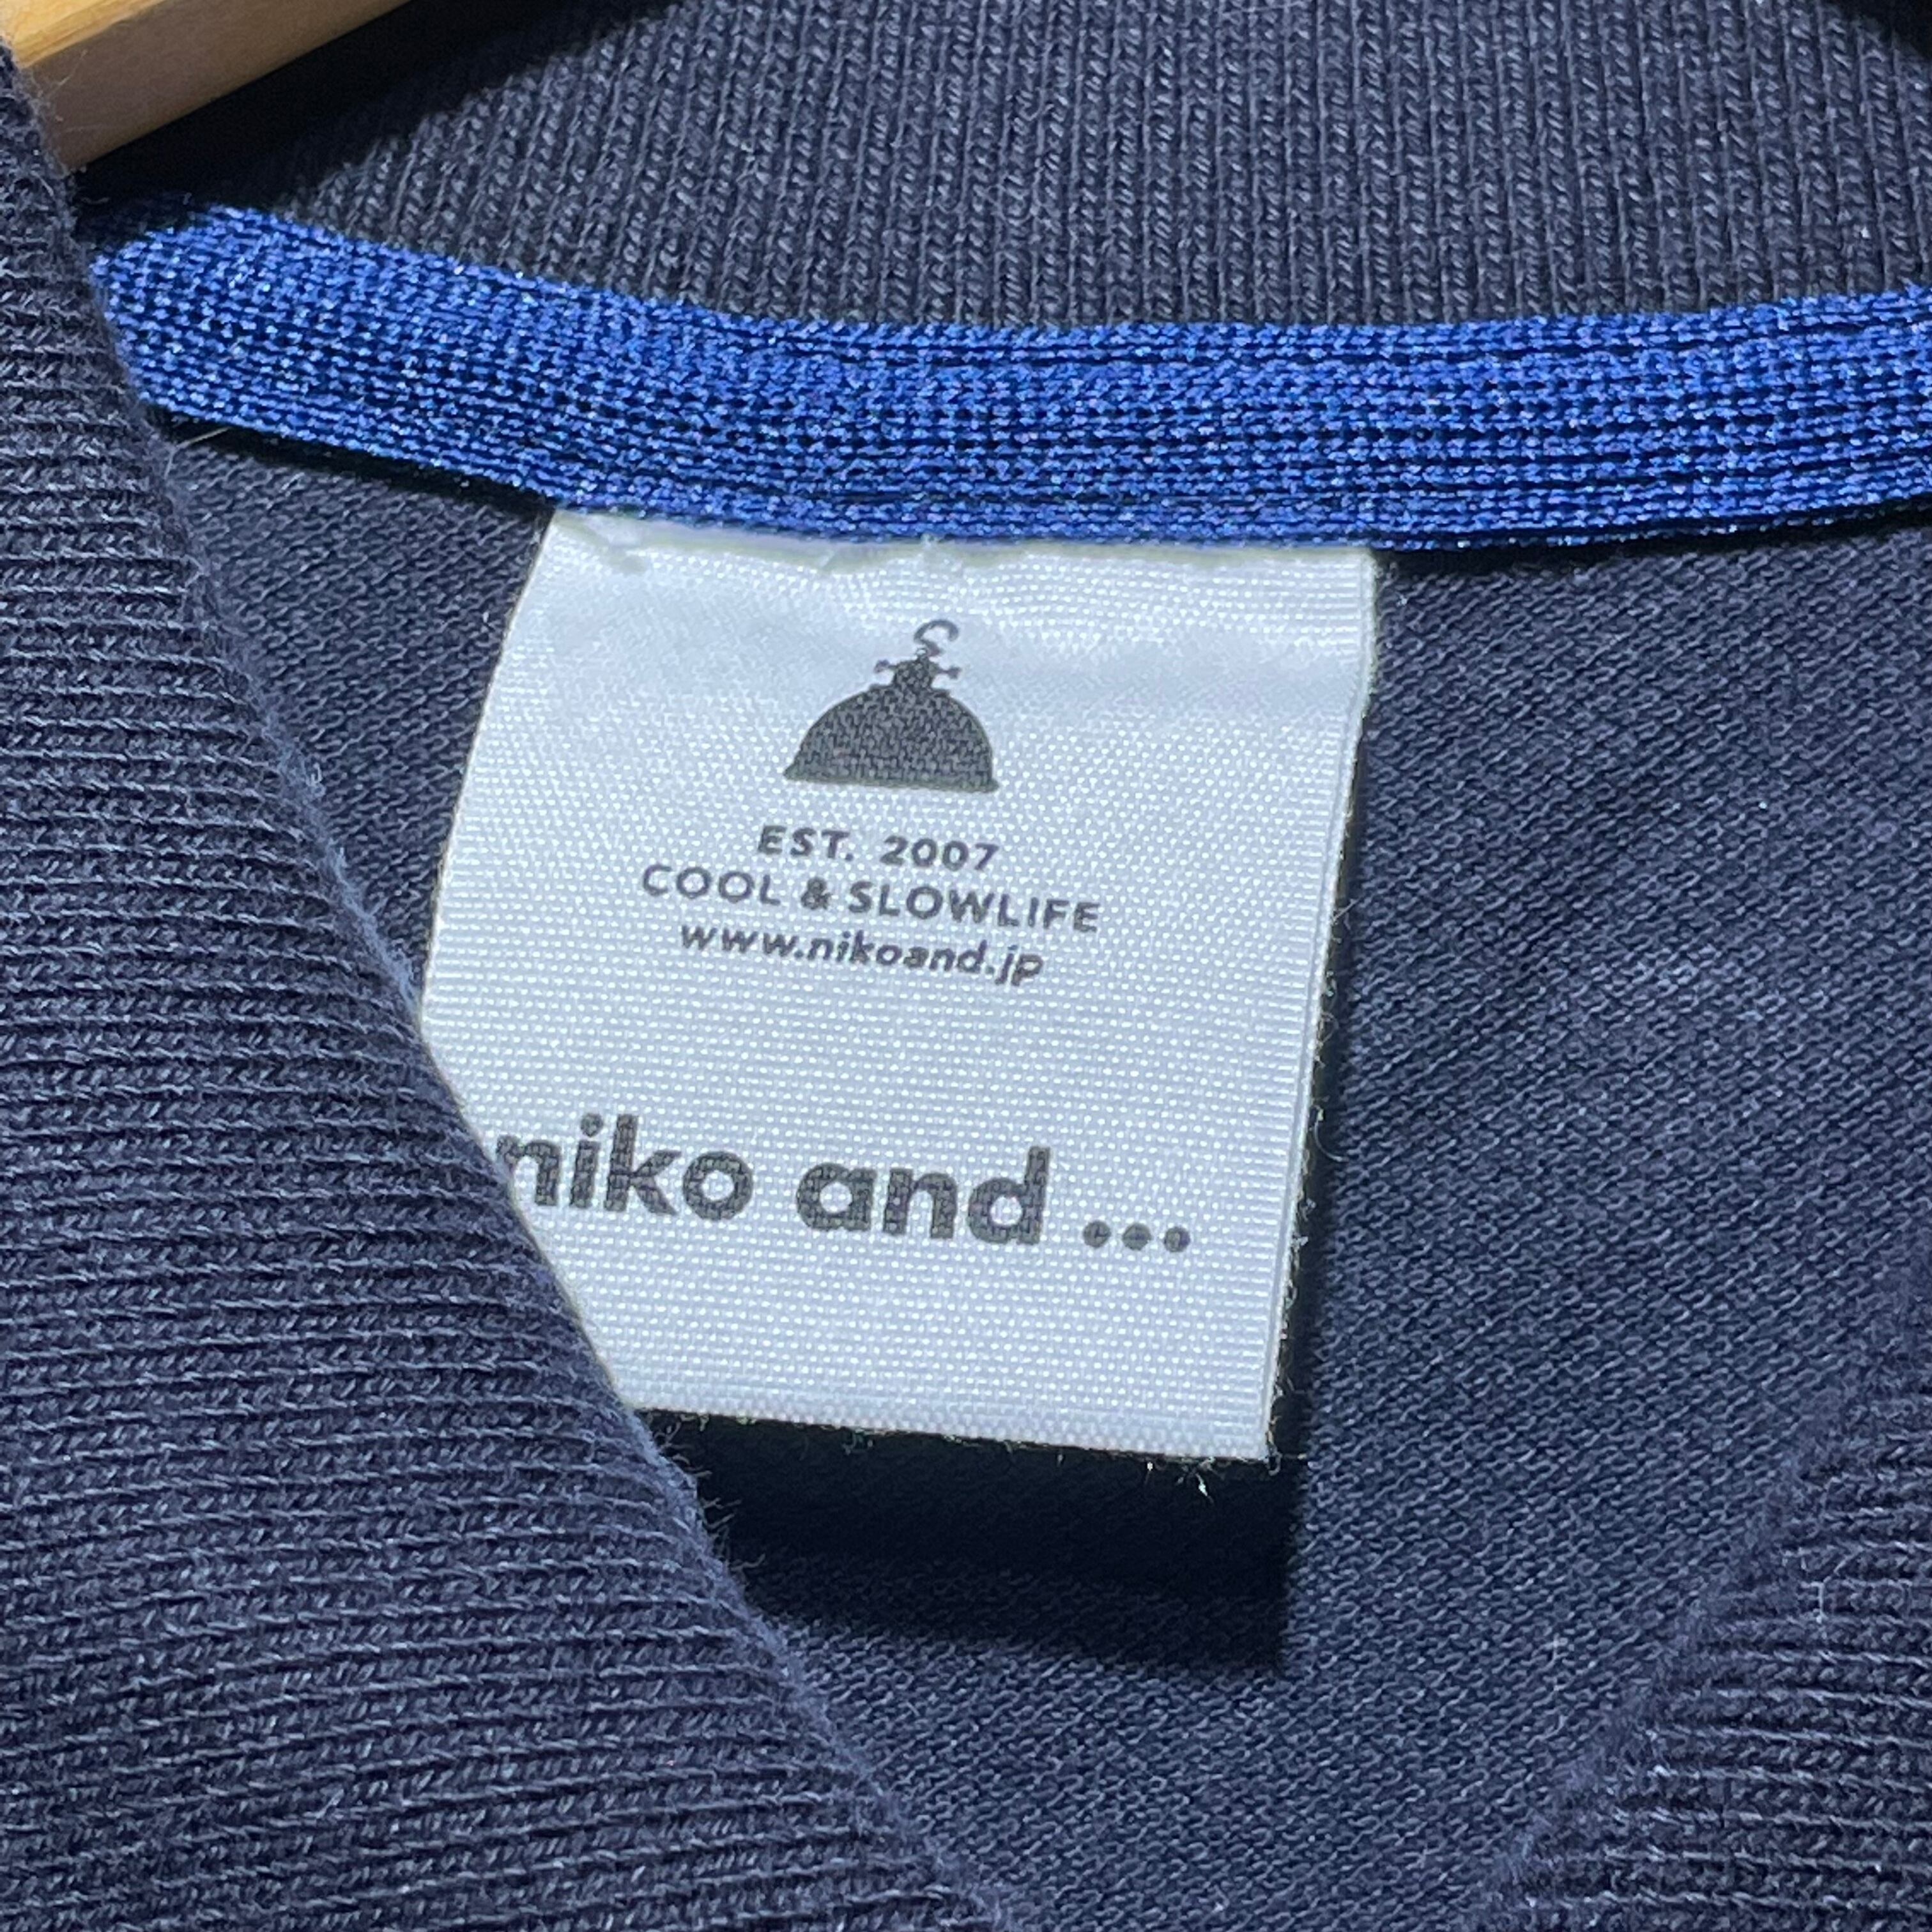 EST. 2007
COOL & SLOWLIFE
www.nikoand.jp
niko and ...